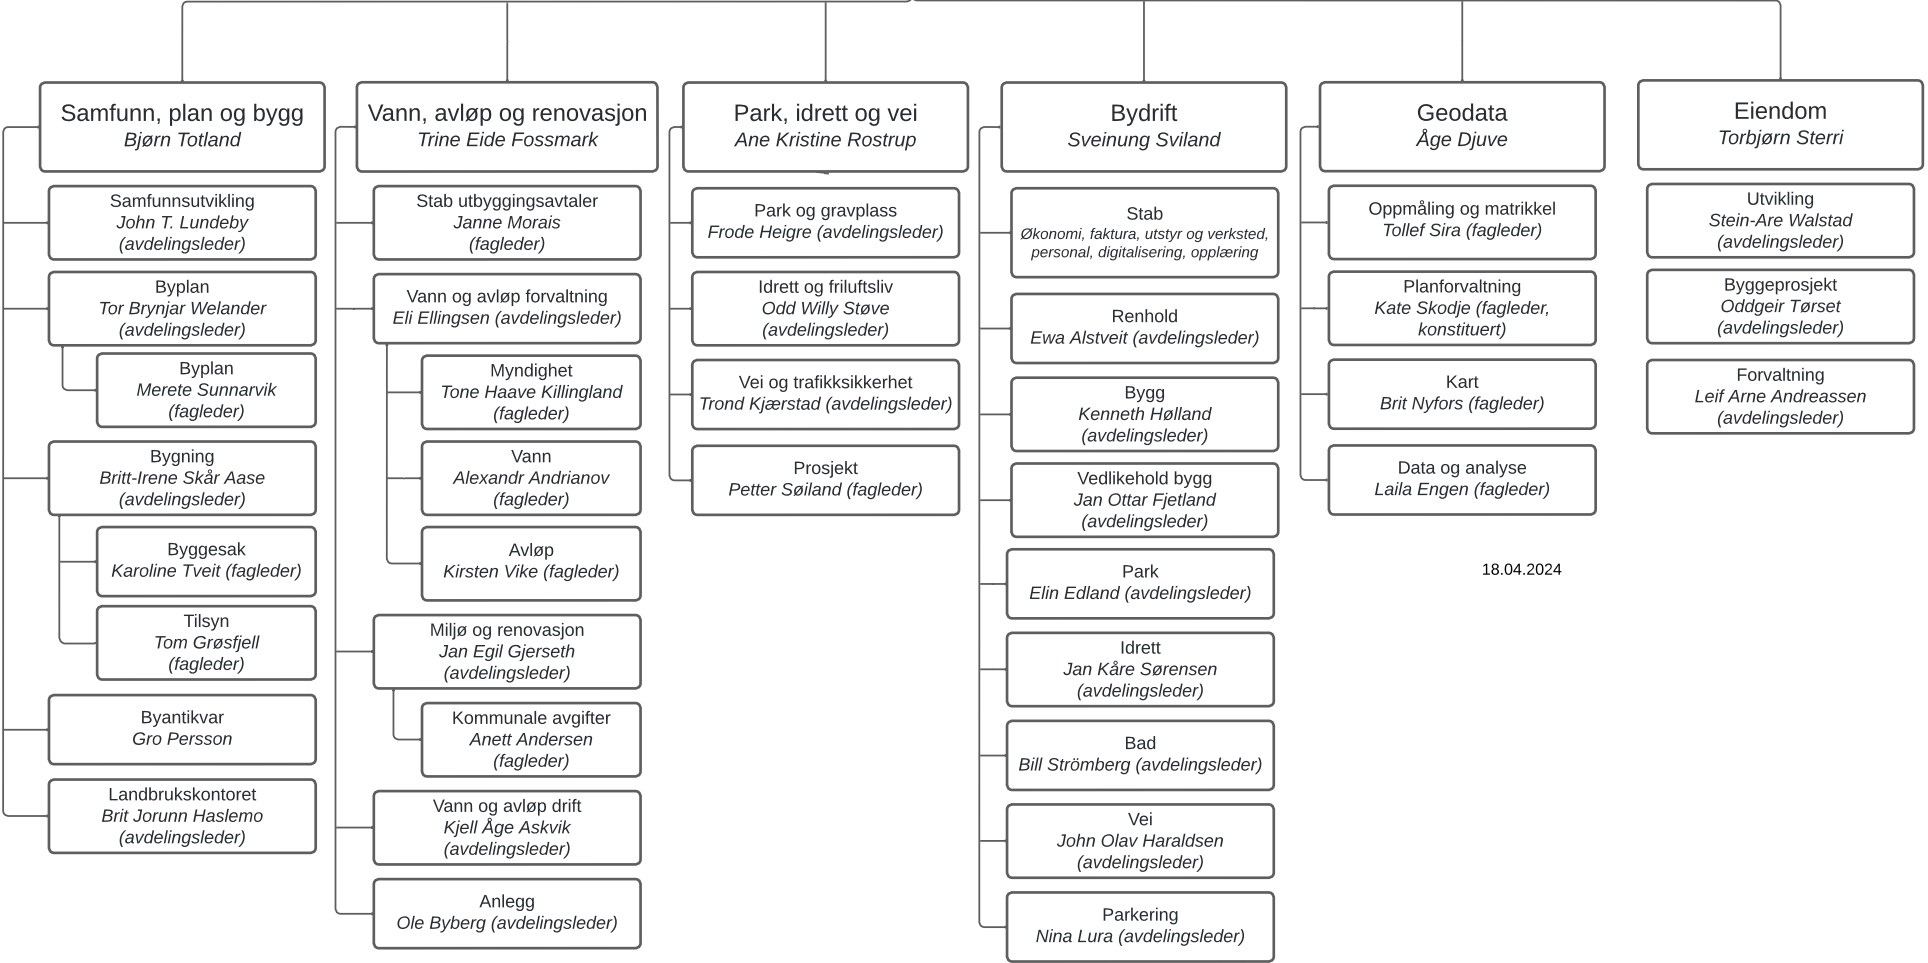 Samfunn, plan og bygg
Bjørn Totland
Samfunnsutvikling
John T. Lundeby
(avdelingsleder)
Byplan
Tor Brynjar Welander
(avdelingsleder)
Byplan
Merete Sunnarvik
(fagleder)
Bygning
Britt-Irene Skår Aase
(avdelingsleder)
Byggesak
Karoline Tveit (fagleder)
Tilsyn
Tom Grøsfjell
(fagleder)
Byantikvar
Gro Persson
Landbrukskontoret
Brit Jorunn Haslemo
(avdelingsleder)
Vann, avløp og renovasjon
Trine Eide Fossmark
Stab utbyggingsavtaler
Janne Morais
(fagleder)
Vann og avløp forvaltning
Eli Ellingsen (avdelingsleder)
Myndighet
Tone Haave Killingland
(fagleder)
Vann
Alexandr Andrianov
(fagleder)
Avløp
Kirsten Vike (fagleder)
Miljø og renovasjon
Jan Egil Gjerseth
(avdelingsleder)
Kommunale avgifter
Anett Andersen
(fagleder)
Vann og avløp drift
Kjell Åge Askvik
(avdelingsleder)
Anlegg
Ole Byberg (avdelingsleder)
Park, idrett og vei
Ane Kristine Rostrup
Park og gravplass
Frode Heigre (avdelingsleder)
Idrett og friluftsliv
Odd Willy Støve
(avdelingsleder)
Vei og trafikksikkerhet
Trond Kjærstad (avdelingsleder)
Prosjekt
Petter Søiland (fagleder)
Bydrift
Sveinung Sviland
Stab
Økonomi, faktura, utstyr og verksted,
personal, digitalisering, opplæring
Renhold
Ewa Alstveit (avdelingsleder)
Bygg
Kenneth Hølland
(avdelingsleder)
Vedlikehold bygg
Jan Ottar Fjetland
(avdelingsleder)
Park
Elin Edland (avdelingsleder)
Idrett
Jan Kåre Sørensen
(avdelingsleder)
Bad
Bill Strömberg (avdelingsleder)
Vei
John Olav Haraldsen
(avdelingsleder)
Parkering
Nina Lura (avdelingsleder)
Geodata
Åge Djuve
Oppmåling og matrikkel
Tollef Sira (fagleder)
Planforvaltning
Kate Skodje (fagleder,
konstituert)
Kart
Brit Nyfors (fagleder)
Data og analyse
Laila Engen (fagleder)
18.04.2024
Eiendom
Torbjørn Sterri
Utvikling
Stein-Are Walstad
(avdelingsleder)
Byggeprosjekt
Oddgeir Tørset
(avdelingsleder)
Forvaltning
Leif Arne Andreassen
(avdelingsleder)